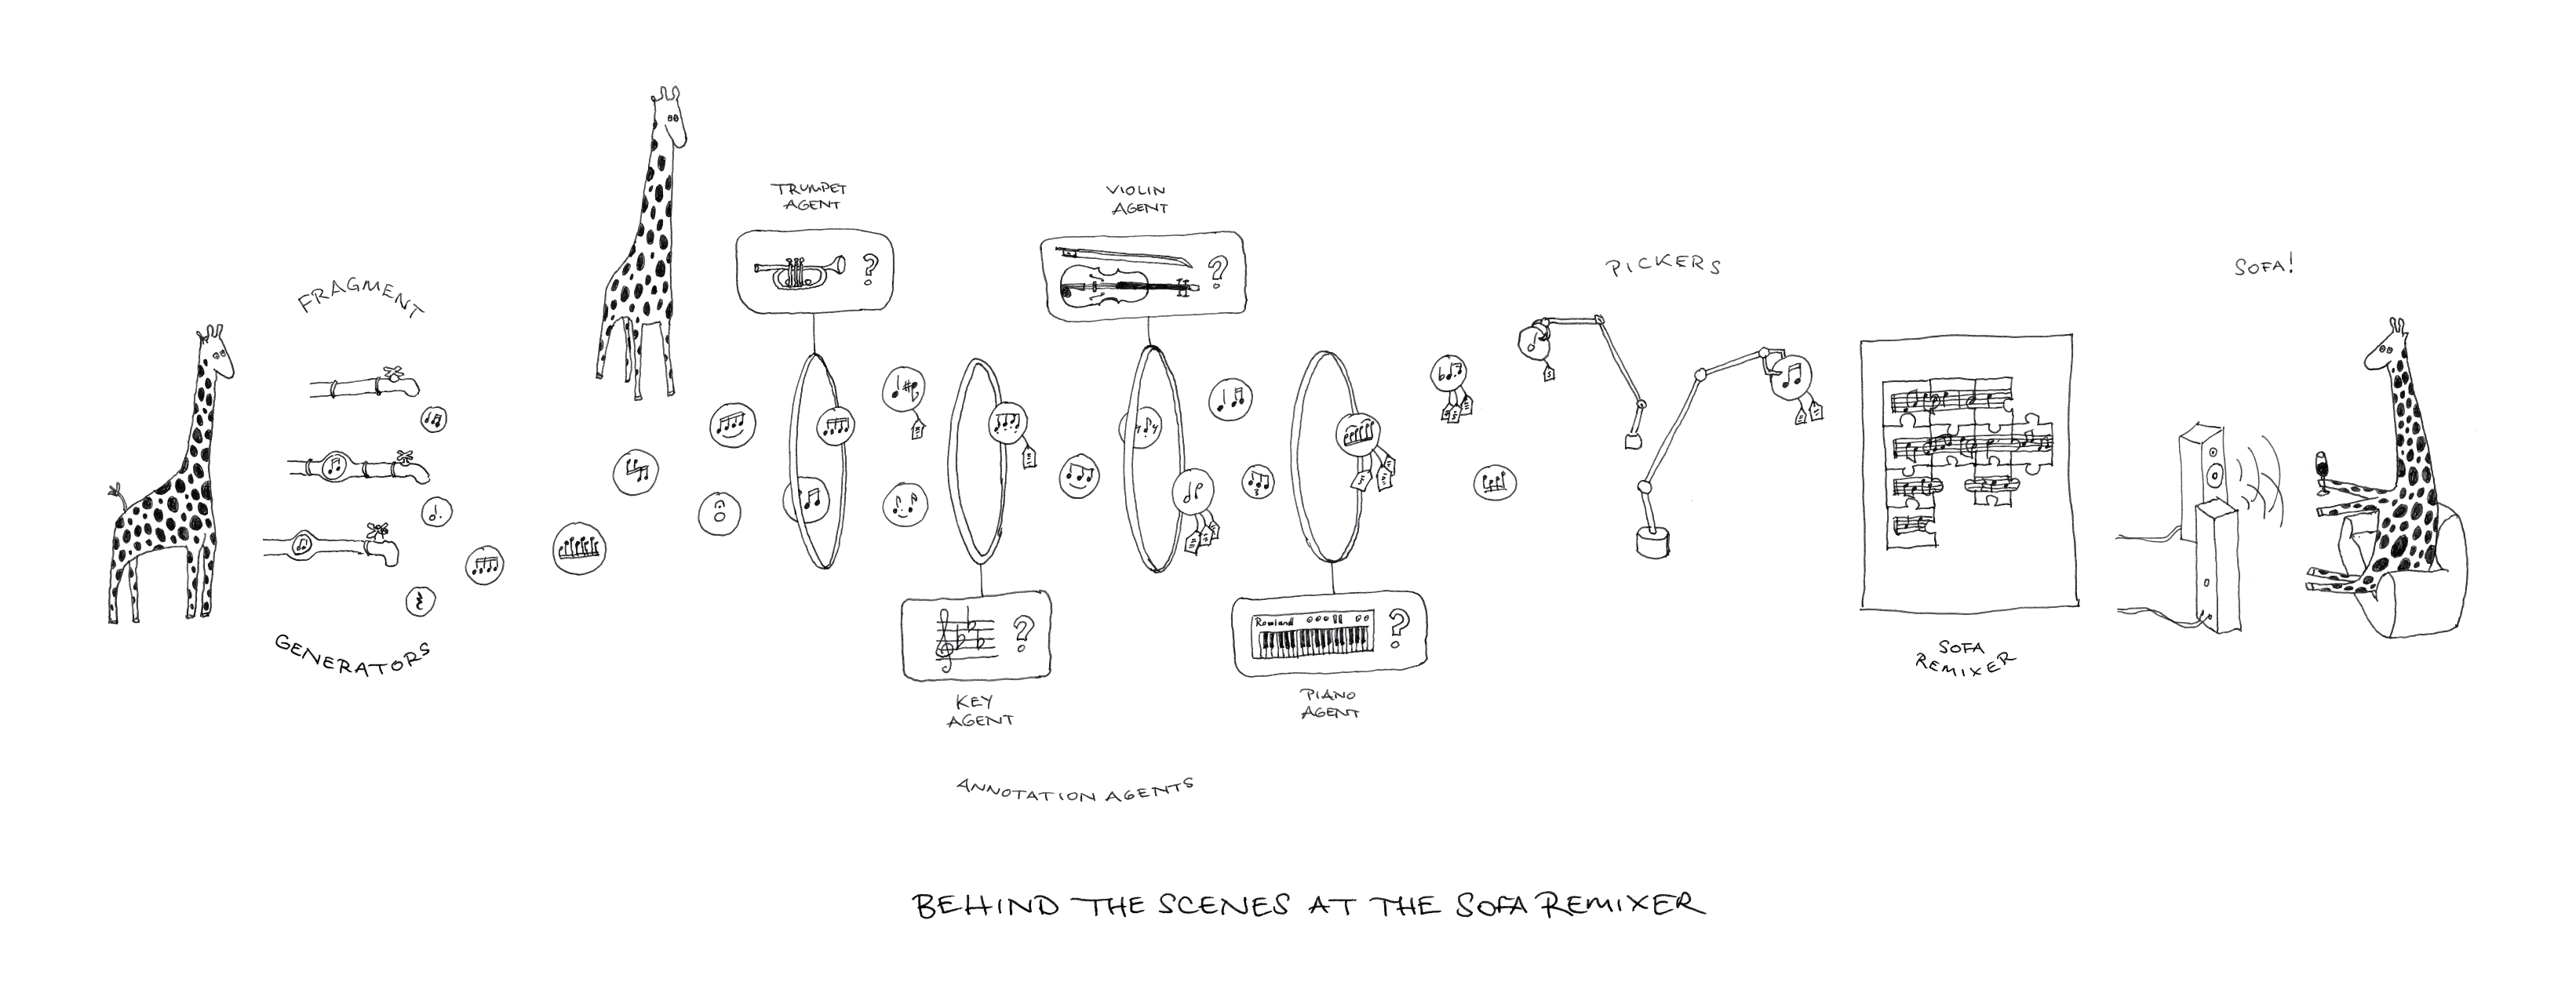 FRAGMENT
GENERATORS
TRUMPET
AGENT
?
KEY
AGENT
?
VIOLIN
AGENT
?
Rowland
?
PIANO
AGENT
ANNOTATION AGENTS
PICKERS
SOFA
REMIXER
SOFA!
BEHIND THE SCENES AT THE SOFA REMIXER